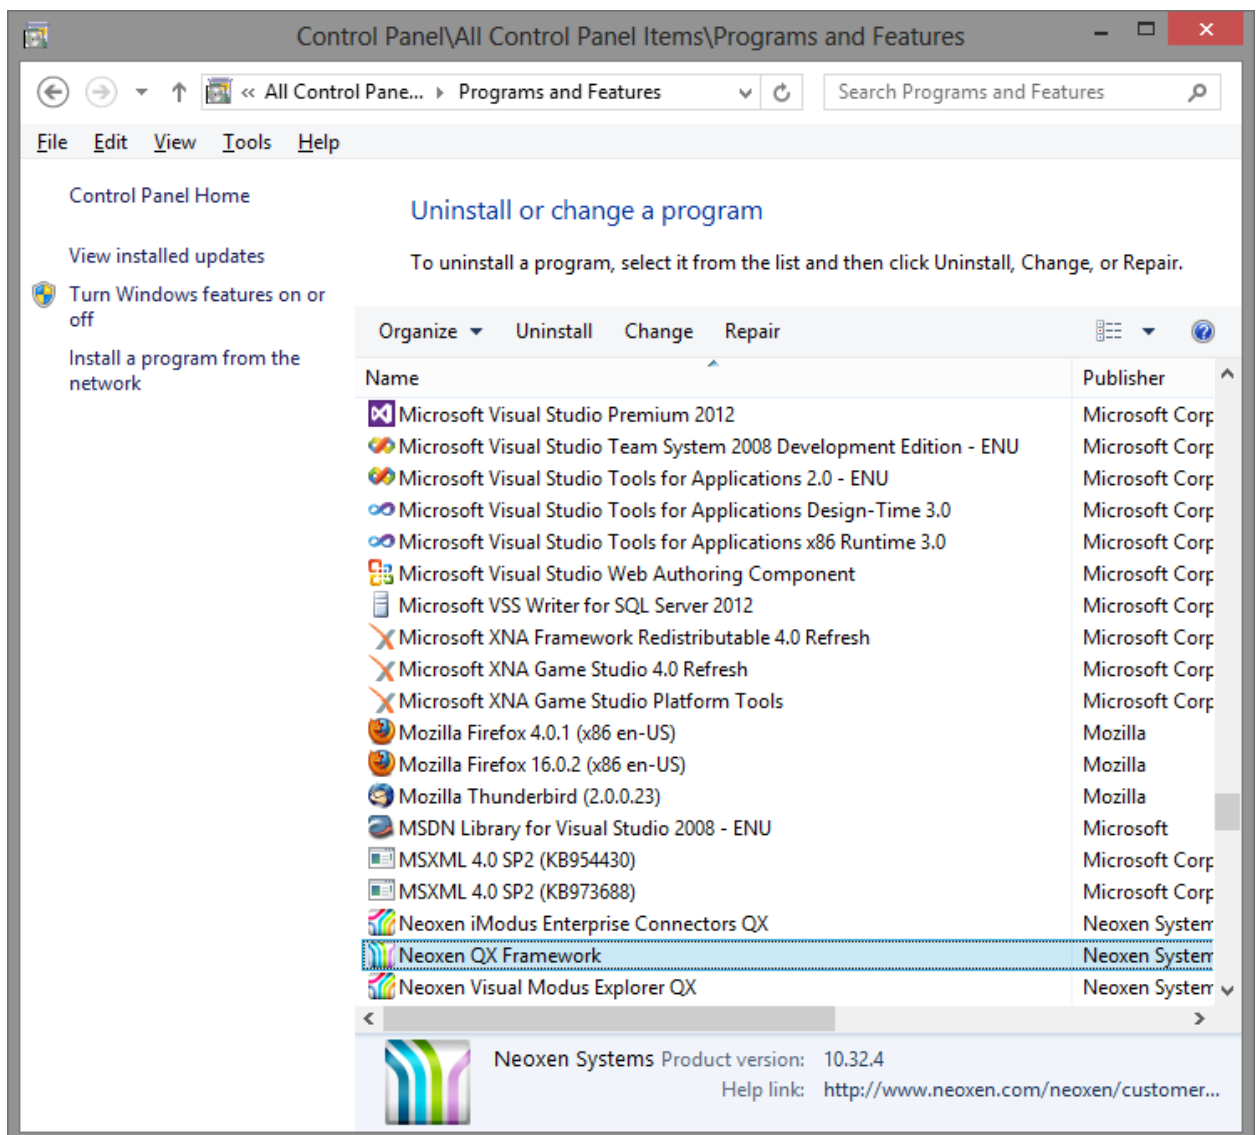 Control Panel\All Control Panel Items\Programs and Features
« All Control Pane... Programs and Features
Search Programs and Features
File Edit View Tools Help
Control Panel Home
View installed updates
Turn Windows features on or
off
Install a program from the
network
Uninstall or change a program
To uninstall a program, select it from the list and then click Uninstall, Change, or Repair.
Organize Uninstall Change Repair
Name Publisher
Microsoft Visual Studio Premium 2012 Microsoft Corp
Microsoft Visual Studio Team System 2008 Development Edition - ENU Microsoft Corp
Microsoft Visual Studio Tools for Applications 2.0 - ENU Microsoft Corp
Microsoft Visual Studio Tools for Applications Design-Time 3.0 Microsoft Corp
Microsoft Visual Studio Tools for Applications x86 Runtime 3.0 Microsoft Corp
Microsoft Visual Studio Web Authoring Component Microsoft Corp
Microsoft VSS Writer for SQL Server 2012 Microsoft Corp
Microsoft XNA Framework Redistributable 4.0 Refresh Microsoft Corp
Microsoft XNA Game Studio 4.0 Refresh Microsoft Corp
Microsoft XNA Game Studio Platform Tools Microsoft Corp
Mozilla Firefox 4.0.1 (x86 en-US) Mozilla
Mozilla Firefox 16.0.2 (x86 en-US) Mozilla
Mozilla Thunderbird (2.0.0.23) Mozilla
MSDN Library for Visual Studio 2008 - ENU Microsoft
MSXML 4.0 SP2 (KB954430) Microsoft Corp
MSXML 4.0 SP2 (KB973688) Microsoft Corp
Neoxen iModus Enterprise Connectors QX Neoxen System
Neoxen QX Framework Neoxen System
Neoxen Visual Modus Explorer QX Neoxen System
Neoxen Systems Product version: 10.32.4
Help link: http://www.neoxen.com/neoxen/customer...